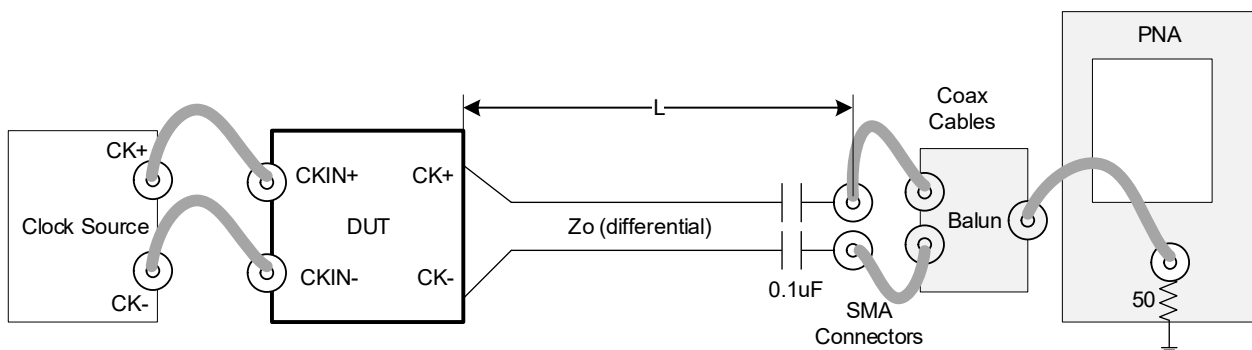 PNA
L
Coax
Cables
CK+
CKIN+
CK+
Clock Source
DUT
Zo (differential)
Balun
CK-
CKIN-
CK-
0.1uF
SMA
Connectors
50